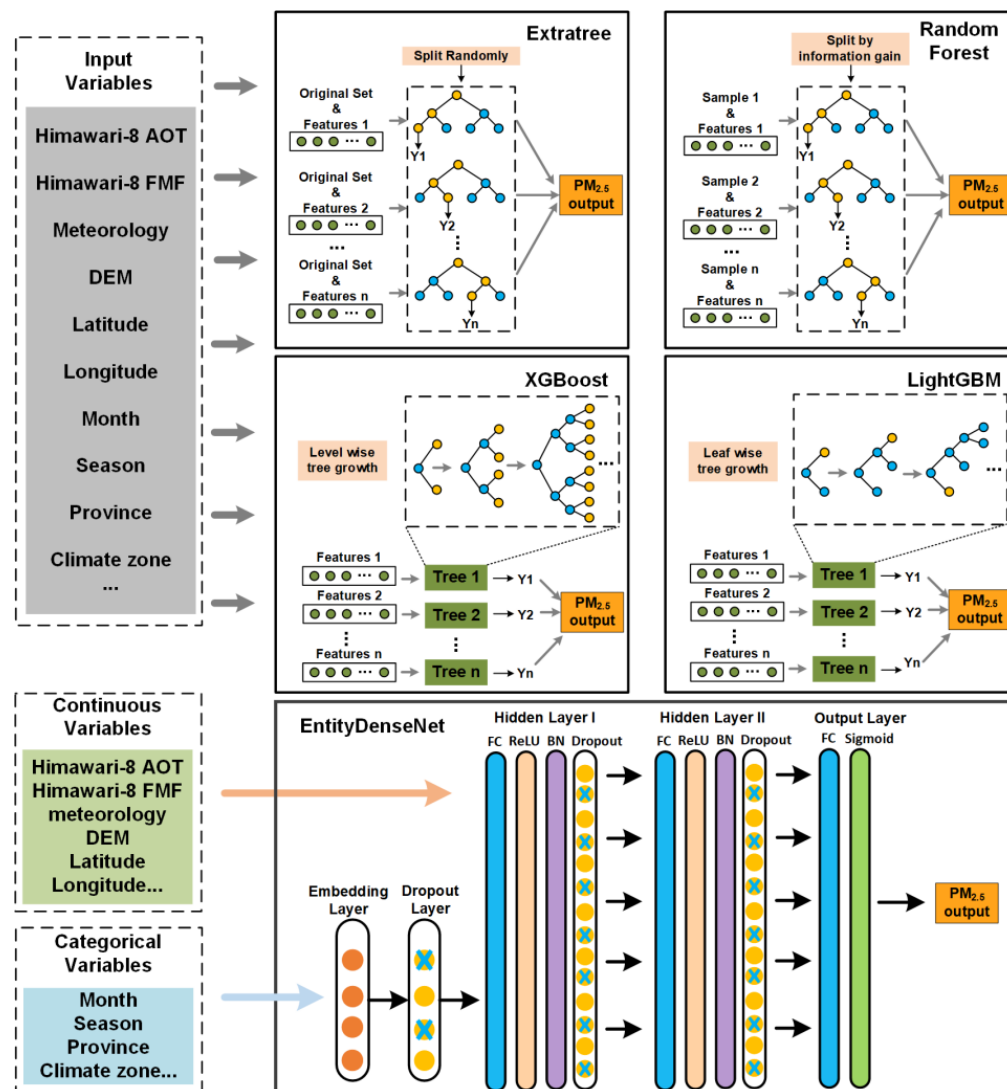 Input
Variables
Himawari-8 AOT
Himawari-8 FMF
Meteorology
DEM
Latitude
Longitude
Month
Season
Province
Climate zone
...
Extratree
Split Randomly
Original Set
&
Features 1
...
Y1
Original Set
&
Features 2
...
Y2
...
Original Set
&
Features n
...
Yn
PM2.5
output
Random
Forest
Split by
information gain
Sample 1
&
Features 1
...
Y1
Sample 2
&
Features 2
...
Y2
...
Sample n
&
Features n
...
Yn
PM2.5
output
XGBoost
Level wise
tree growth
...
Features 1
...
Tree 1
Y1
Features 2
...
Tree 2
Y2
Features n
...
Tree n
Yn
PM2.5
output
LightGBM
Leaf wise
tree growth
...
Features 1
...
Tree 1
Y1
Features 2
...
Tree 2
Y2
Features n
...
Tree n
Yn
PM2.5
output
Continuous
Variables
Himawari-8 AOT
Himawari-8 FMF
meteorology
DEM
Latitude
Longitude...
Categorical
Variables
Month
Season
Province
Climate zone...
EntityDenseNet
Embedding
Layer
Dropout
Layer
Hidden Layer I
FC ReLU BN Dropout
Hidden Layer II
FC ReLU BN Dropout
Output Layer
FC Sigmoid
PM2.5
output